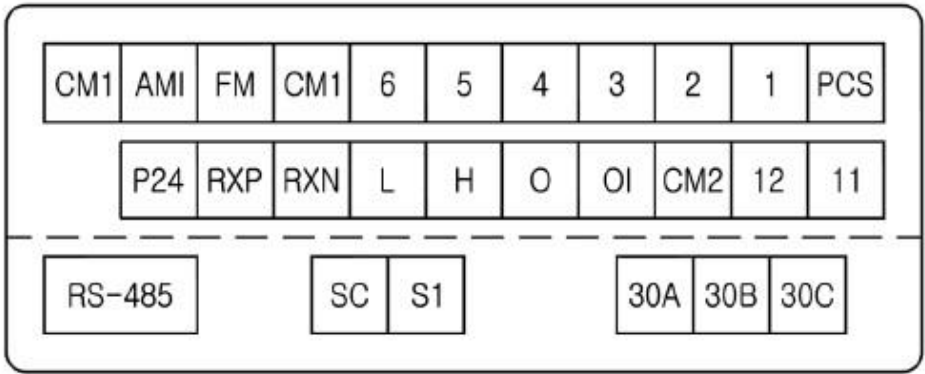 CM1 AMI FM CM1 6 5 4 3 2 1 PCS
P24 RXP RXN L H O OI CM2 12 11
RS-485 SC S1 30A 30B 30C